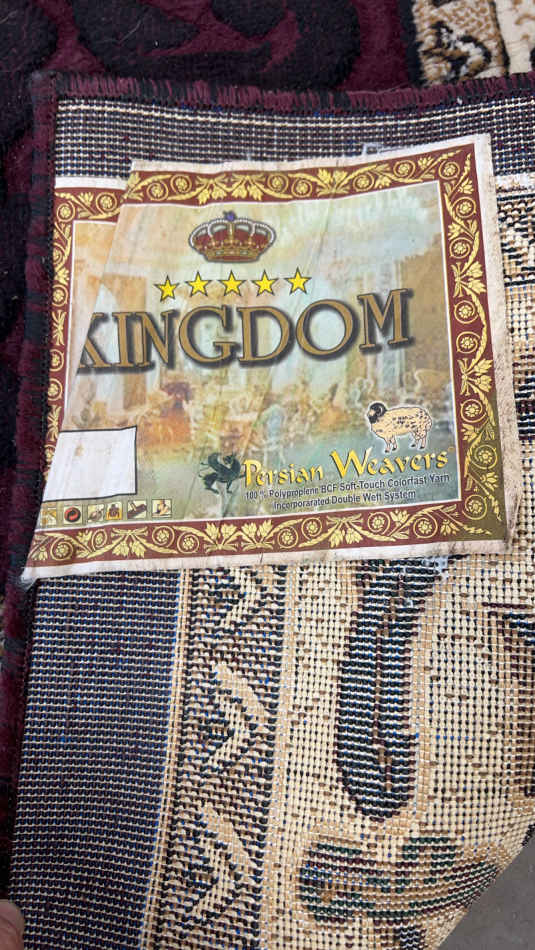 KINGDOM
Persian Weavers
100 % Polypropylene BCF Soft-Touch Colorfast Yarn
Incorporarated Double Weft System